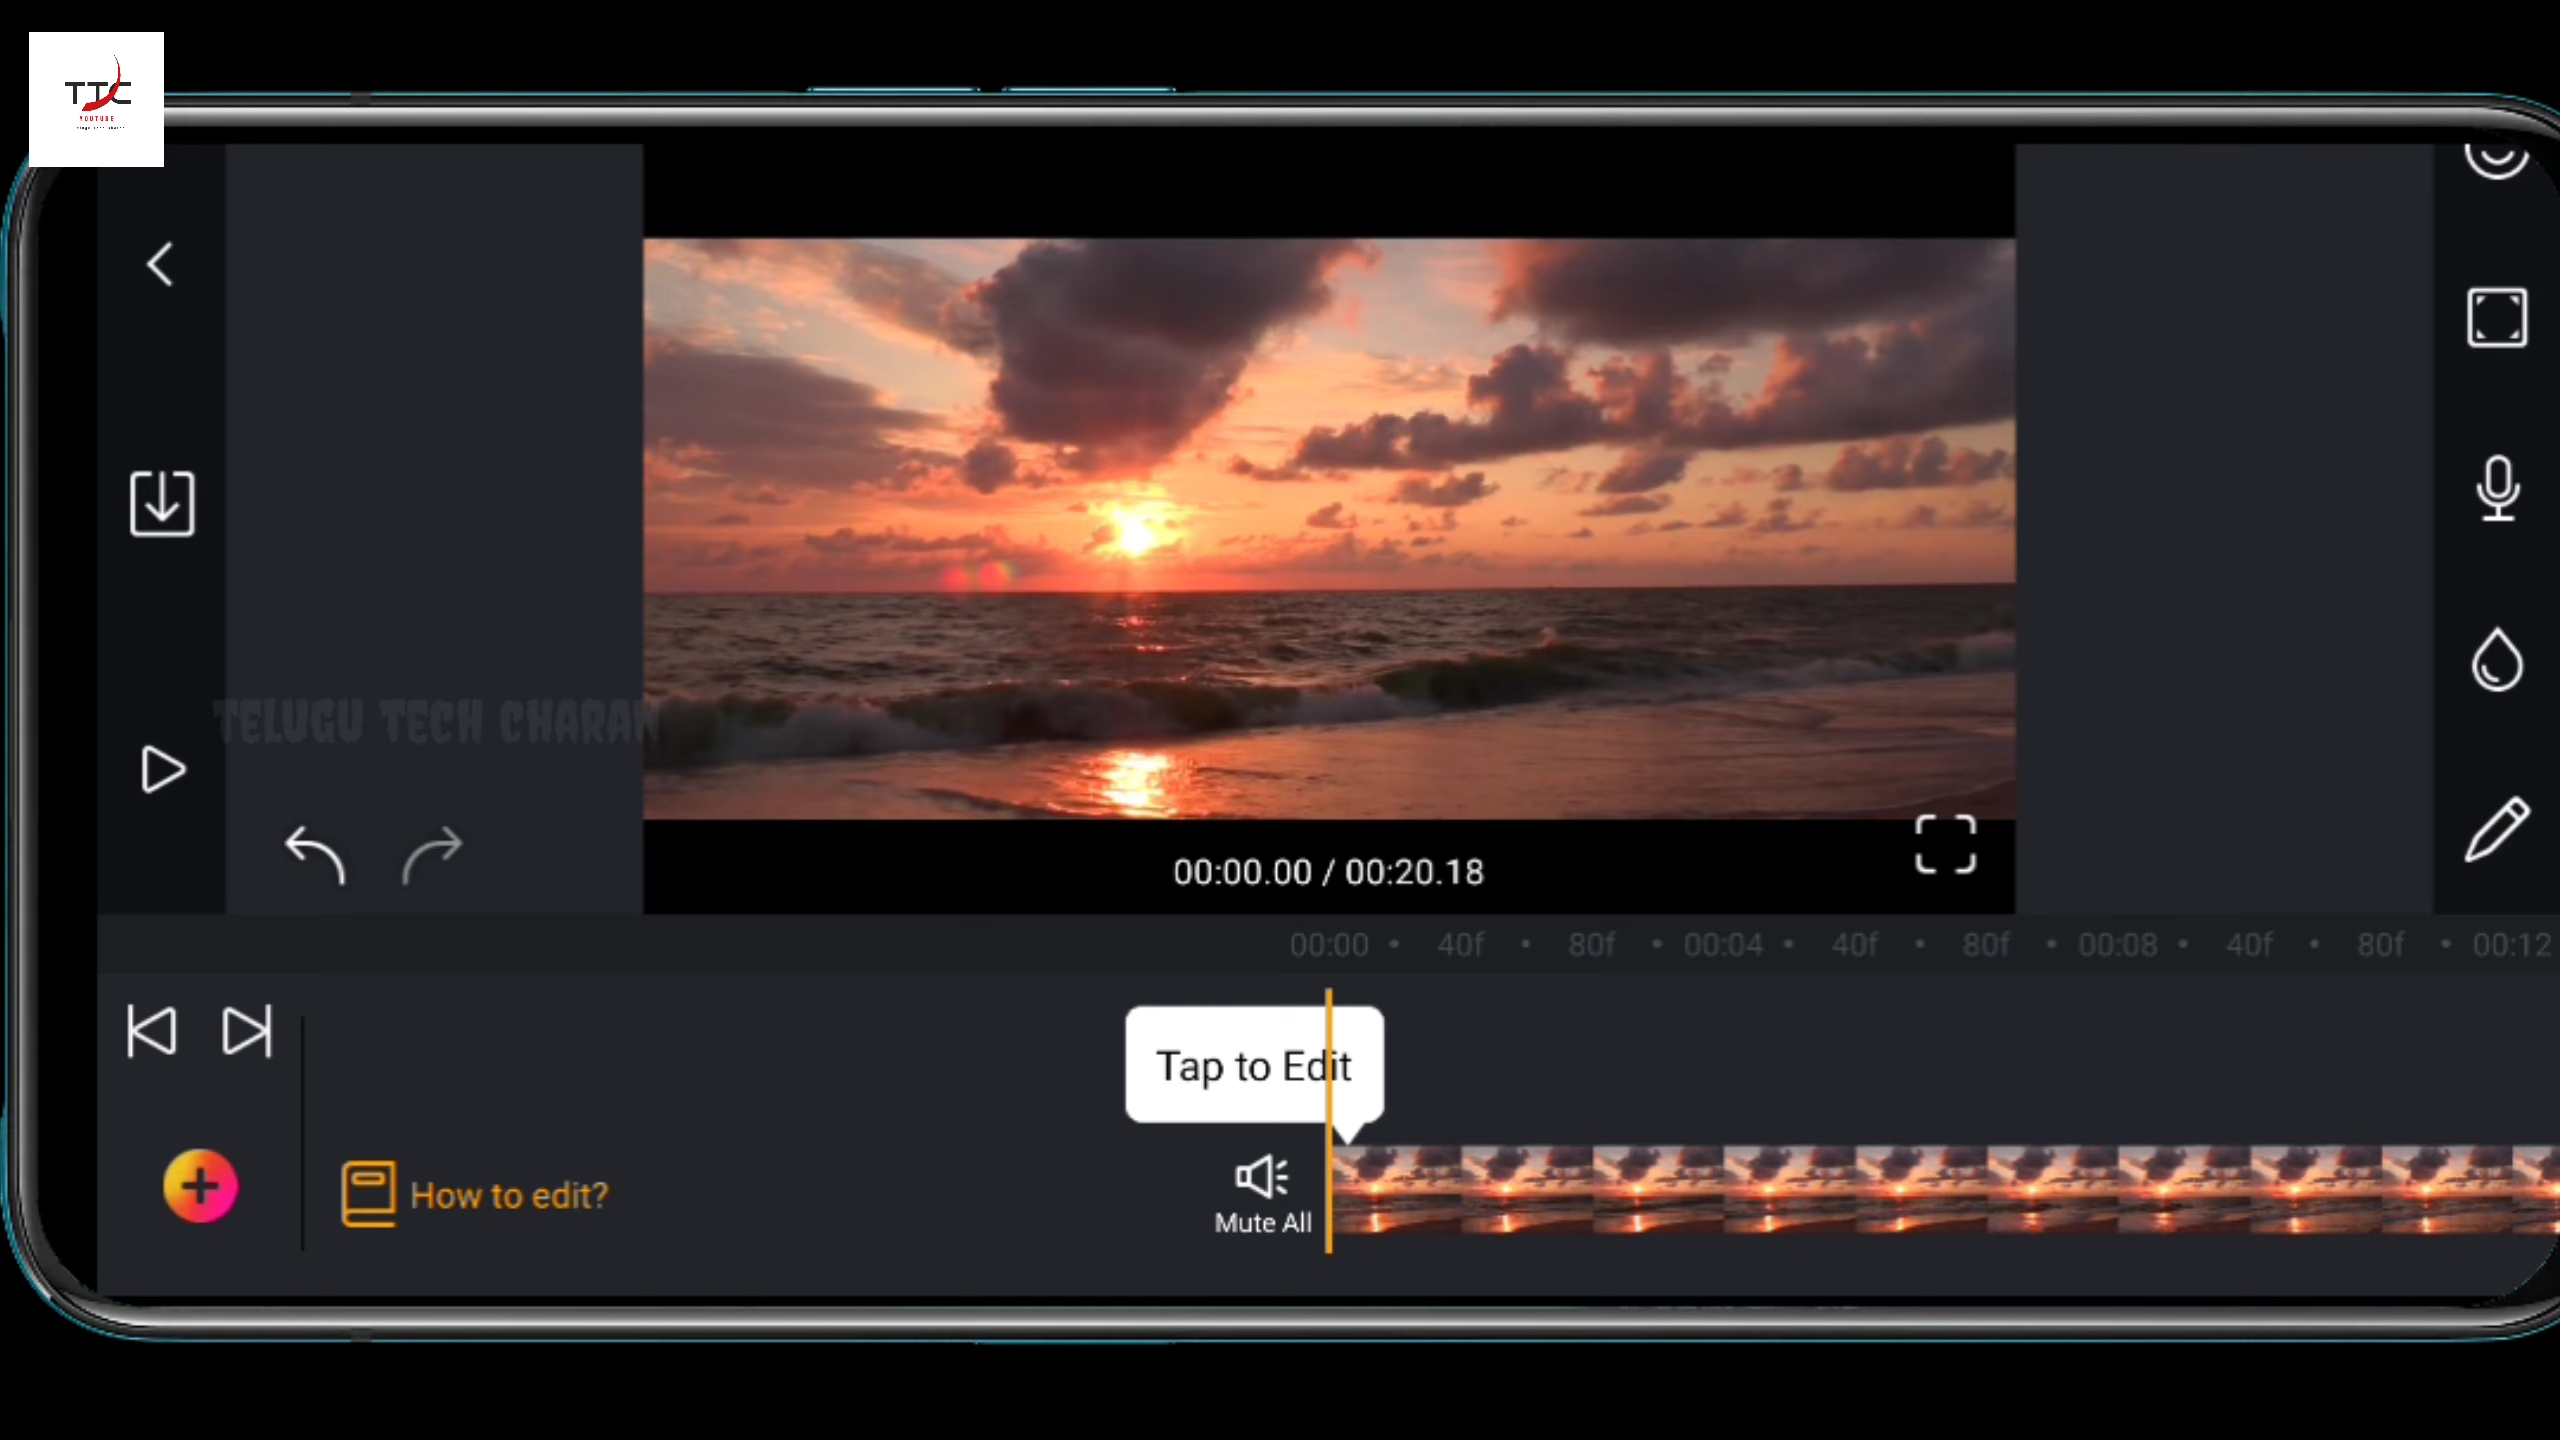 TTC
YOUTUBE
TELUGU TECH CHARAN
00:00.00 / 00:20.18
00:00 • 40f • 80f • 00:04 • 40f • 80f • 00:08 • 40f • 80f • 00:12
Tap to Edit
How to edit?
Mute All